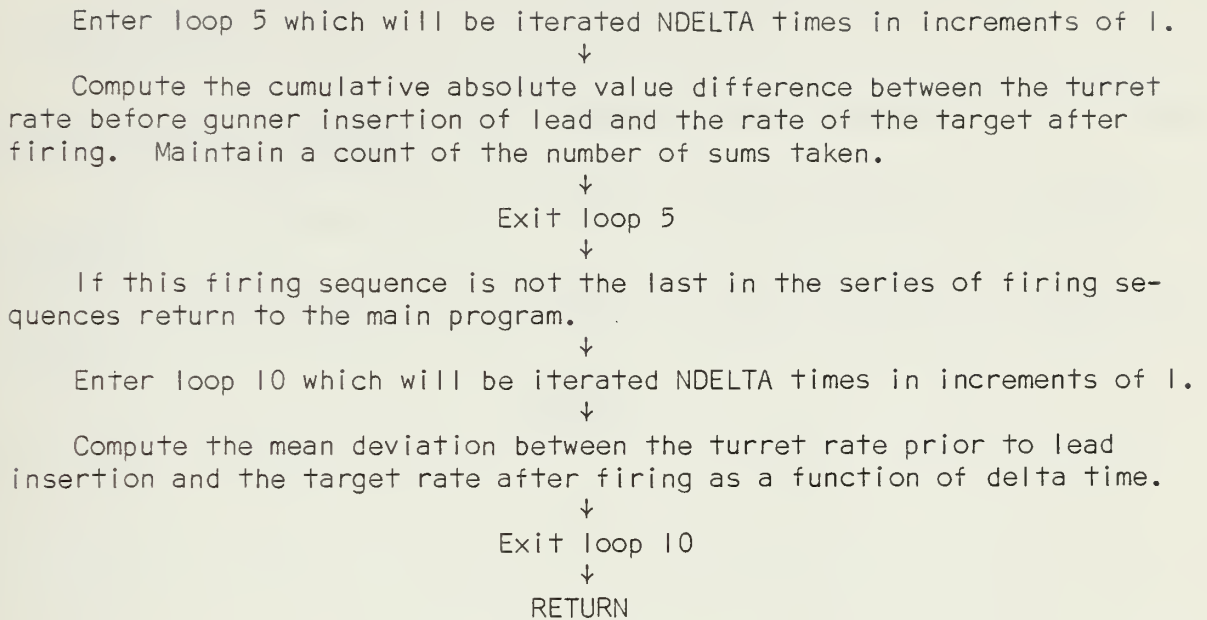 Enter loop 5 which will be iterated NDELTA times in increments of 1.
↓
Compute the cumulative absolute value difference between the turret
rate before gunner insertion of lead and the rate of the target after
firing. Maintain a count of the number of sums taken.
↓
Exit loop 5
↓
If this firing sequence is not the last in the series of firing se-
quences return to the main program.
↓
Enter loop 10 which will be iterated NDELTA times in increments of 1.
↓
Compute the mean deviation between the turret rate prior to lead
insertion and the target rate after firing as a function of delta time.
↓
Exit loop 10
↓
RETURN